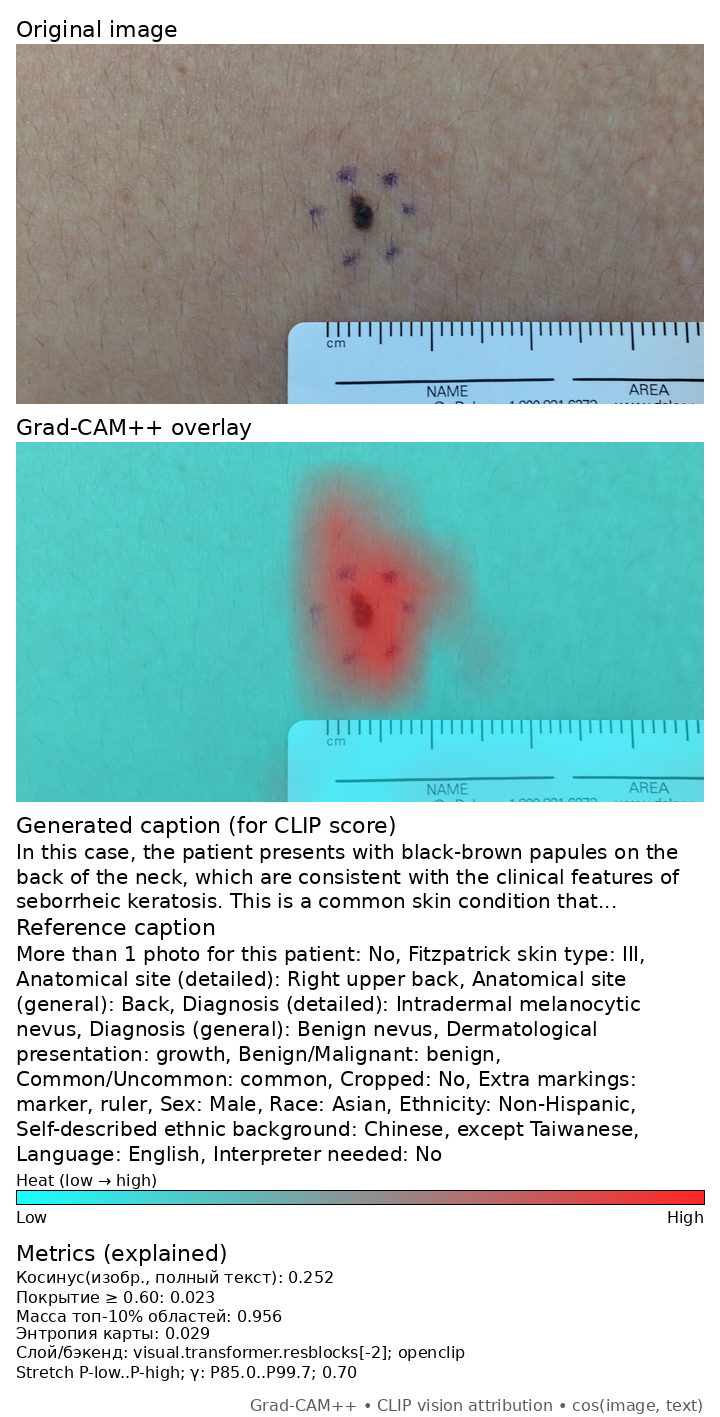 Original image
cm
NAME
AREA
Grad-CAM++ overlay
cm
NAME
AREA
Generated caption (for CLIP score)
In this case, the patient presents with black-brown papules on the
back of the neck, which are consistent with the clinical features of
seborrheic keratosis. This is a common skin condition that...
Reference caption
More than 1 photo for this patient: No, Fitzpatrick skin type: III,
Anatomical site (detailed): Right upper back, Anatomical site
(general): Back, Diagnosis (detailed): Intradermal melanocytic
nevus, Diagnosis (general): Benign nevus, Dermatological
presentation: growth, Benign/Malignant: benign,
Common/Uncommon: common, Cropped: No, Extra markings:
marker, ruler, Sex: Male, Race: Asian, Ethnicity: Non-Hispanic,
Self-described ethnic background: Chinese, except Taiwanese,
Language: English, Interpreter needed: No
Heat (low → high)
Low High
Metrics (explained)
Косинус(изобр., полный текст): 0.252
Покрытие ≥ 0.60: 0.023
Масса топ-10% областей: 0.956
Энтропия карты: 0.029
Слой/бэкенд: visual.transformer.resblocks[-2]; openclip
Stretch P-low..P-high; γ: P85.0..P99.7; 0.70
Grad-CAM++ • CLIP vision attribution • cos(image, text)